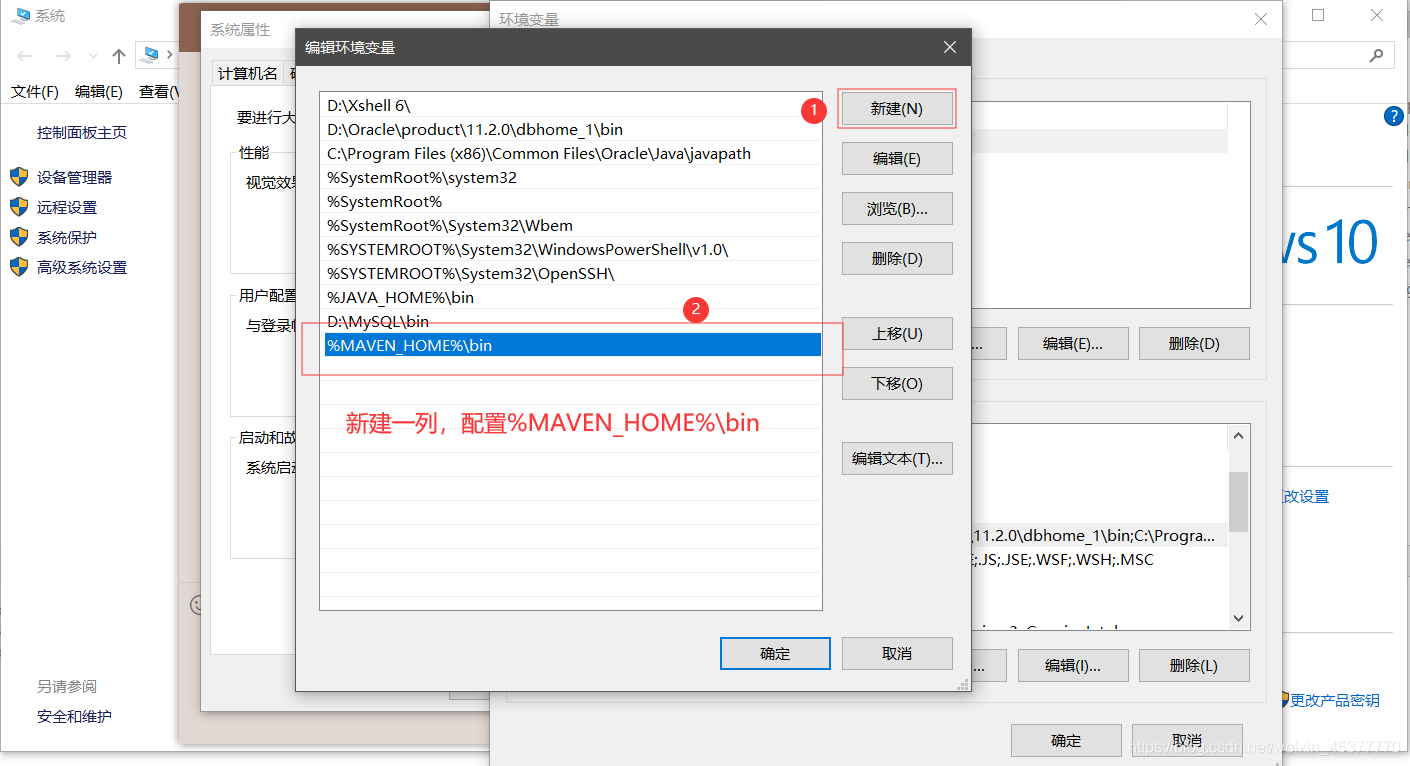 系统
文件(F) 编辑(E) 查看(V
控制面板主页
设备管理器
远程设置
系统保护
高级系统设置
另请参阅
安全和维护
系统属性
计算机名
要进行大
性能
视觉效果
用户配置
与登录帐
启动和故
系统启动
环境变量
编辑环境变量
D:\Xshell 6\
D:\Oracle\product\11.2.0\dbhome_1\bin
C:\Program Files (x86)\Common Files\Oracle\Java\javapath
%SystemRoot%\system32
%SystemRoot%
%SystemRoot%\System32\Wbem
%SYSTEMROOT%\System32\WindowsPowerShell\v1.0\
%SYSTEMROOT%\System32\OpenSSH\
%JAVA_HOME%\bin
D:\MySQL\bin
%MAVEN_HOME%\bin
1
2
新建一列，配置%MAVEN_HOME%\bin
新建(N)
编辑(E)
浏览(B)...
删除(D)
上移(U)
下移(O)
编辑文本(T)...
确定
取消
... 编辑(E)... 删除(D)
\11.2.0\dbhome_1\bin;C:\Progra...
E;.JS;.JSE;.WSF;.WSH;.MSC
... 编辑(I)... 删除(L)
确定
取消
?
ws 10
更改设置
更改产品密钥
https://blog.csdn.net/weixin_45377770